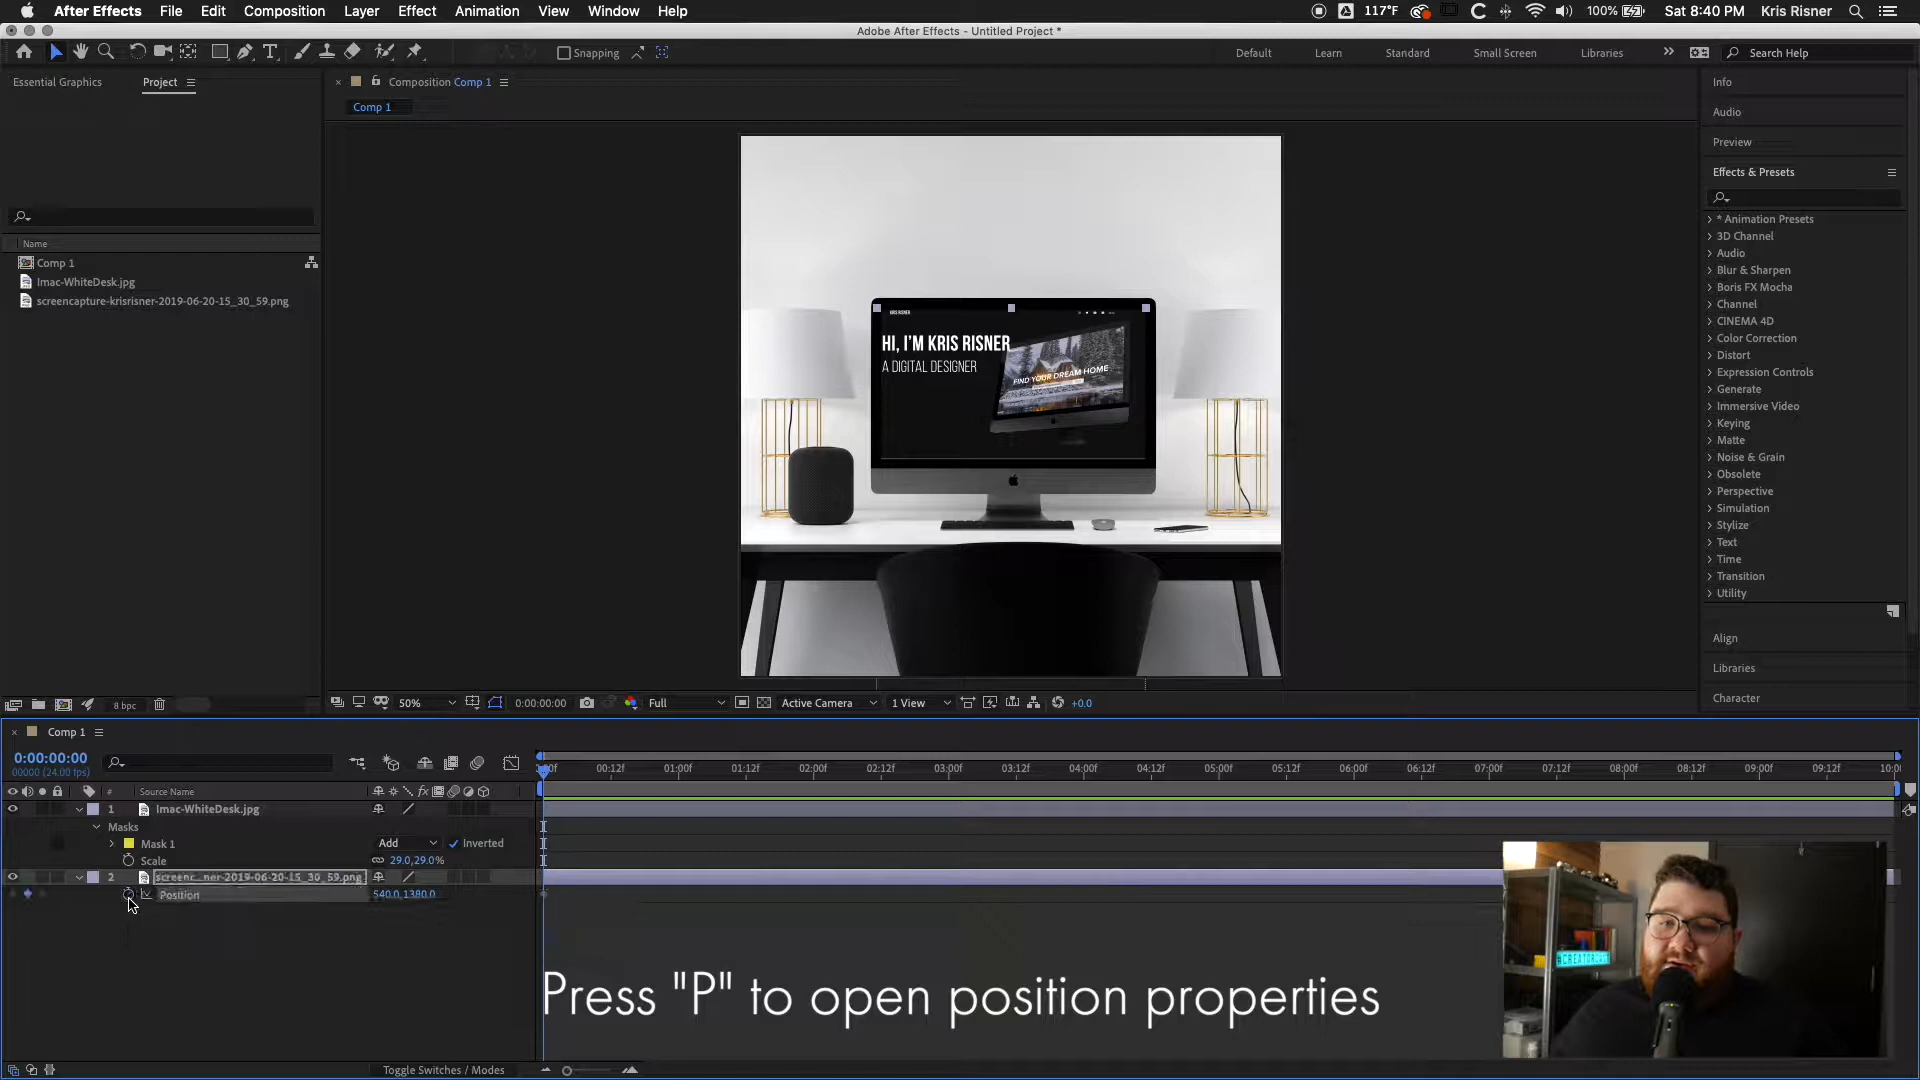 After Effects File Edit Composition Layer Effect Animation View Window Help 117°F 100% Sat 8:40 PM Kris Risner
Adobe After Effects - Untitled Project *
Snapping Default Learn Standard Small Screen Libraries Search Help
Essential Graphics Project
Composition Comp 1
Comp 1
Name
Comp 1
Imac-WhiteDesk.jpg
screencapture-krisrisner-2019-06-20-15_30_59.png
KRIS RISNER
HI, I'M KRIS RISNER
A DIGITAL DESIGNER
FIND YOUR DREAM HOME
Info
Audio
Preview
Effects & Presets
* Animation Presets
3D Channel
Audio
Blur & Sharpen
Boris FX Mocha
Channel
CINEMA 4D
Color Correction
Distort
Expression Controls
Generate
Immersive Video
Keying
Matte
Noise & Grain
Obsolete
Perspective
Simulation
Stylize
Text
Time
Transition
Utility
Align
Libraries
Character
8 bpc
50% 0:00:00:00 Full Active Camera 1 View +0.0
Comp 1
0:00:00:00
00000 (24.00 fps)
00:12f 01:00f 01:12f 02:00f 02:12f 03:00f 03:12f 04:00f 04:12f 05:00f 05:12f 06:00f 06:12f 07:00f 07:12f 08:00f 08:12f 09:00f 09:12f
# Source Name
1 Imac-WhiteDesk.jpg
Masks
Mask 1 Add Inverted
Scale 29.0,29.0%
2 screenc...ner-2019-06-20-15_30_59.png
Position 540.0,1380.0
Press "P" to open position properties
Toggle Switches / Modes